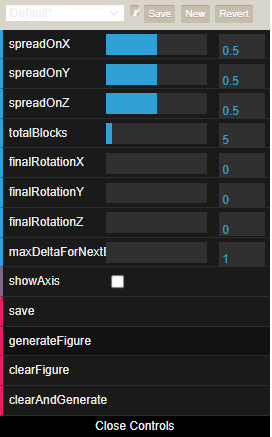 Default* Save New Revert
spreadOnX 0.5
spreadOnY 0.5
spreadOnZ 0.5
totalBlocks 5
finalRotationX 0
finalRotationY 0
finalRotationZ 0
maxDeltaForNextB 1
showAxis
save
generateFigure
clearFigure
clearAndGenerate
Close Controls